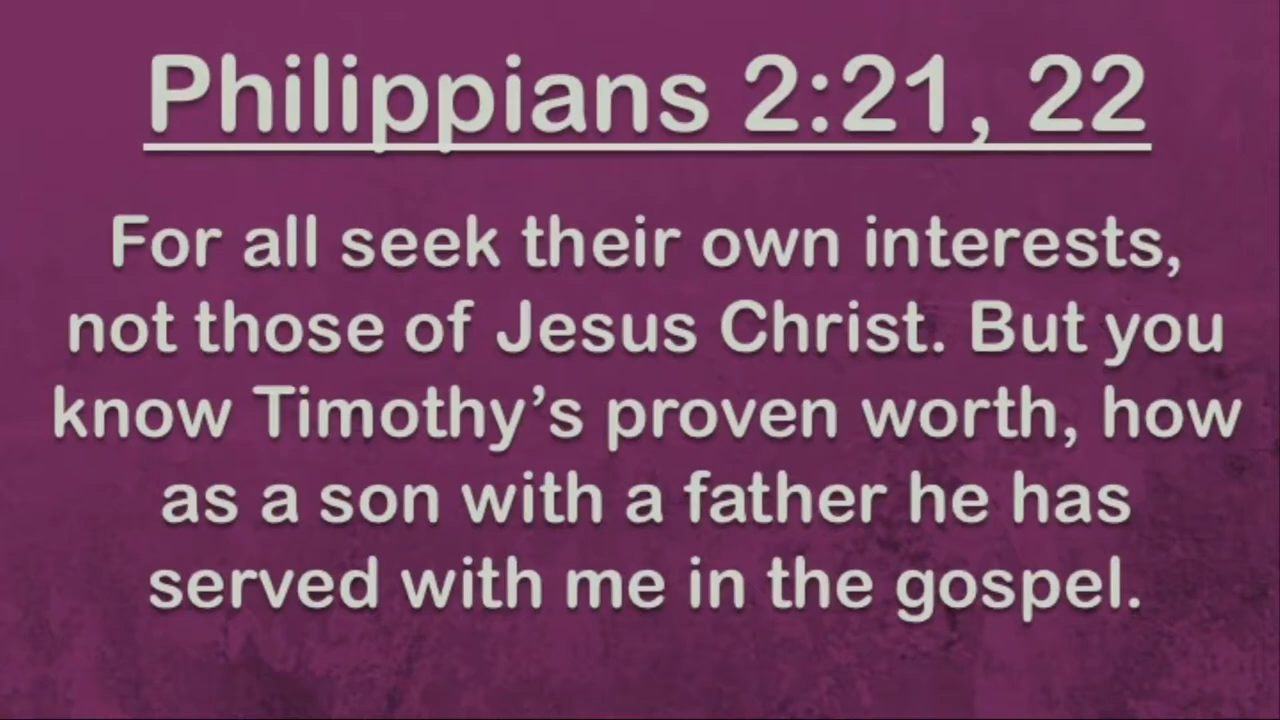 Philippians 2:21, 22
For all seek their own interests,
not those of Jesus Christ. But you
know Timothy’s proven worth, how
as a son with a father he has
served with me in the gospel.